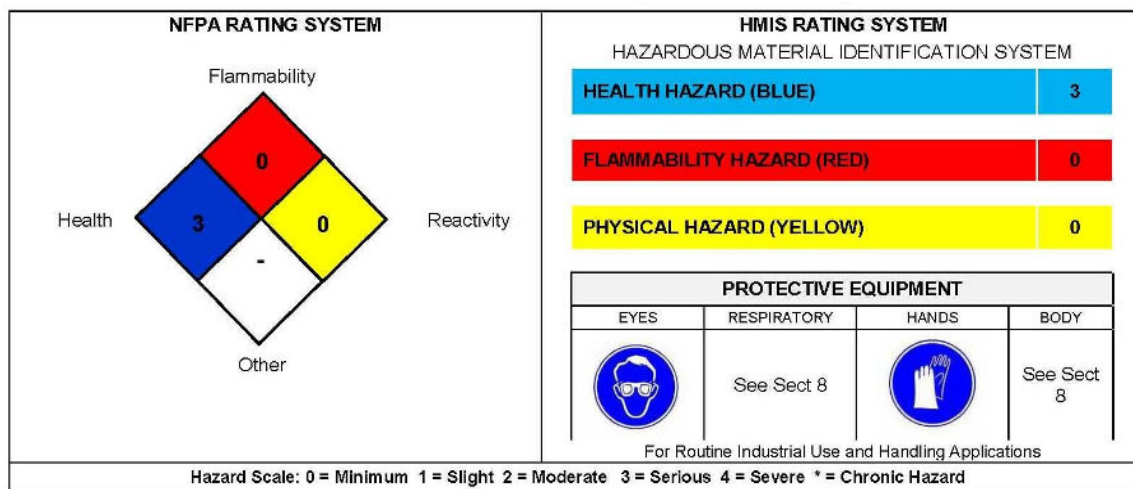 NFPA RATING SYSTEM
Flammability
0
Health
3
0
Reactivity
-
Other
HMIS RATING SYSTEM
HAZARDOUS MATERIAL IDENTIFICATION SYSTEM
HEALTH HAZARD (BLUE) 3
FLAMMABILITY HAZARD (RED) 0
PHYSICAL HAZARD (YELLOW) 0
PROTECTIVE EQUIPMENT
EYES RESPIRATORY HANDS BODY
See Sect 8
See Sect
8
For Routine Industrial Use and Handling Applications
Hazard Scale: 0 = Minimum 1 = Slight 2 = Moderate 3 = Serious 4 = Severe * = Chronic Hazard